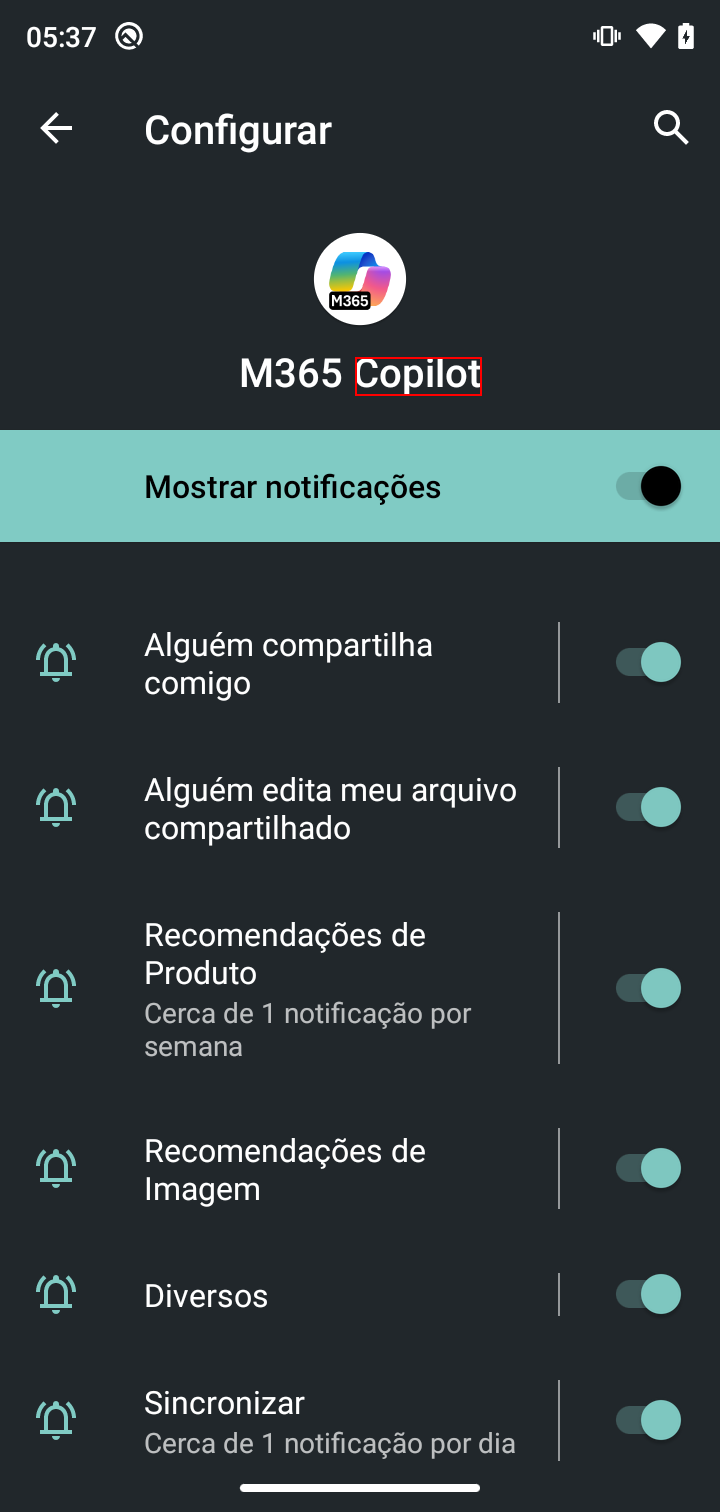 05:37
Configurar
M365
M365 Copilot
Mostrar notificações
Alguém compartilha
comigo
Alguém edita meu arquivo
compartilhado
Recomendações de
Produto
Cerca de 1 notificação por
semana
Recomendações de
Imagem
Diversos
Sincronizar
Cerca de 1 notificação por dia